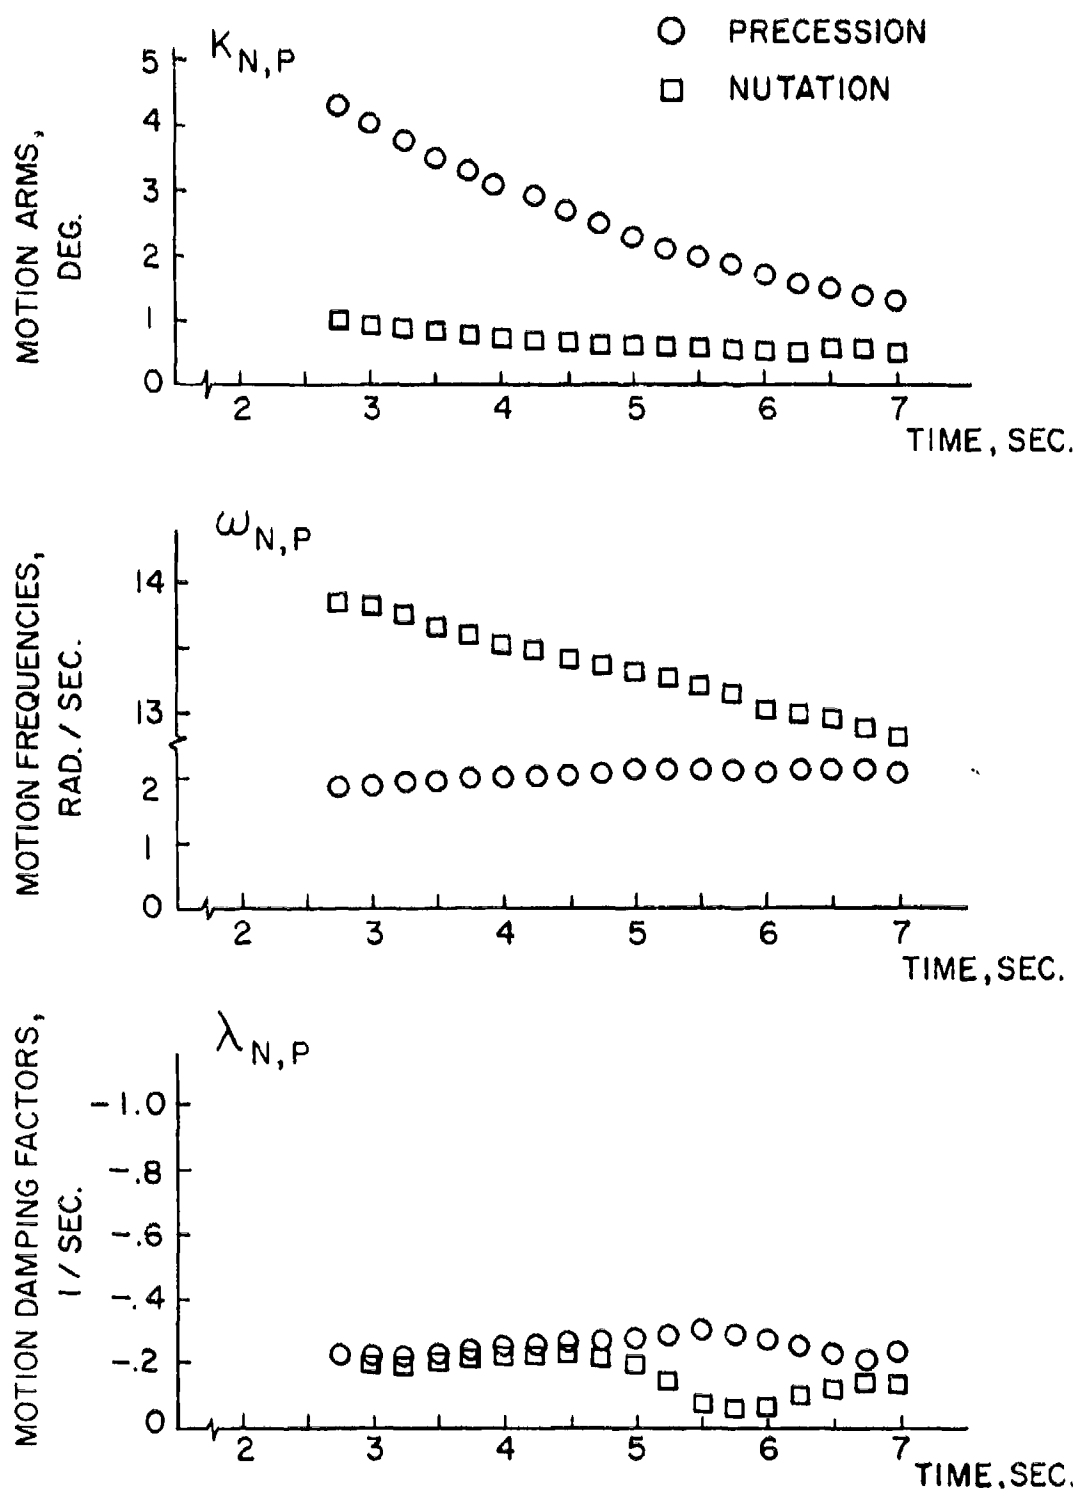 K N,P
○ PRECESSION
□ NUTATION
MOTION ARMS,
DEG.
5
4
3
2
1
0
2 3 4 5 6 7
TIME, SEC.
ω N,P
MOTION FREQUENCIES,
RAD./SEC.
14
13
2
1
0
2 3 4 5 6 7
TIME, SEC.
λ N,P
MOTION DAMPING FACTORS,
1/SEC.
-1.0
-.8
-.6
-.4
-.2
0
2 3 4 5 6 7
TIME, SEC.